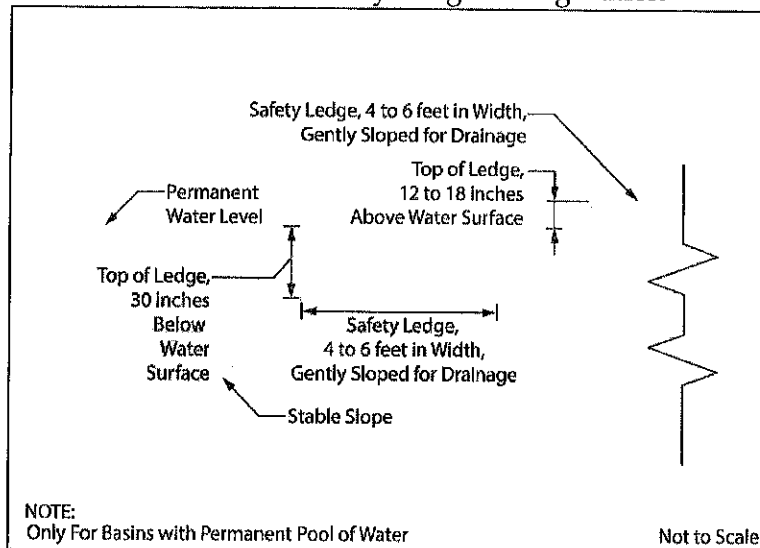 Safety Ledge, 4 to 6 feet in Width,
Gently Sloped for Drainage
Top of Ledge,
12 to 18 inches
Above Water Surface
Permanent
Water Level
Top of Ledge,
30 inches
Below
Water
Surface
Safety Ledge,
4 to 6 feet in Width,
Gently Sloped for Drainage
Stable Slope
NOTE:
Only For Basins with Permanent Pool of Water
Not to Scale